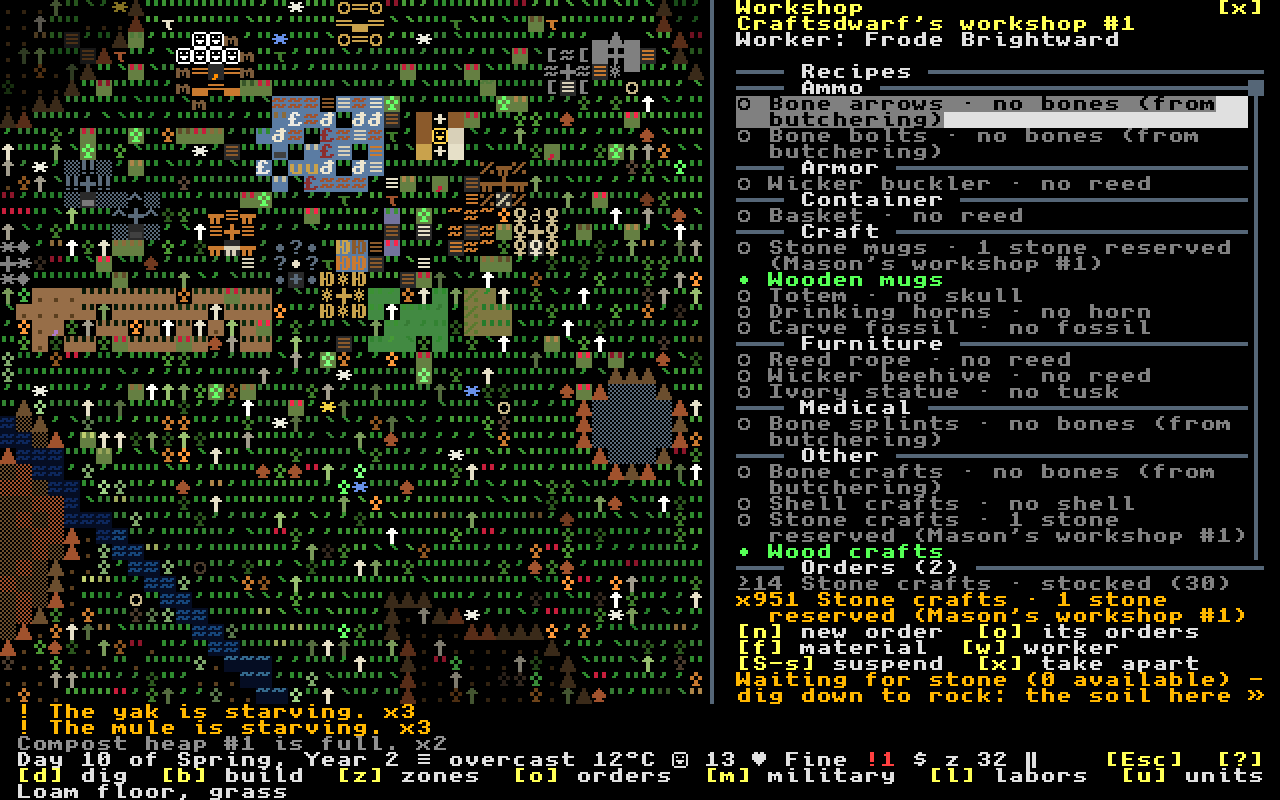 Workshop [x]
Craftsdwarf's workshop #1
Worker: Frode Brightward
Recipes
Ammo
o Bone arrows · no bones (from
butchering)
o Bone bolts · no bones (from
butchering)
Armor
o Wicker buckler · no reed
Container
o Basket · no reed
Craft
o Stone mugs · 1 stone reserved
(Mason's workshop #1)
• Wooden mugs
o Totem · no skull
o Drinking horns · no horn
o Carve fossil · no fossil
Furniture
o Reed rope · no reed
o Wicker beehive · no reed
o Ivory statue · no tusk
Medical
o Bone splints · no bones (from
butchering)
Other
o Bone crafts · no bones (from
butchering)
o Shell crafts · no shell
o Stone crafts · 1 stone
reserved (Mason's workshop #1)
• Wood crafts
Orders (2)
≥14 Stone crafts · stocked (30)
x951 Stone crafts · 1 stone
reserved (Mason's workshop #1)
[n] new order [o] its orders
[f] material [w] worker
[S-s] suspend [x] take apart
Waiting for stone (0 available) -
dig down to rock: the soil here »
! The yak is starving. x3
! The mule is starving. x3
Compost heap #1 is full. x2
Day 10 of Spring, Year 2 ≡ overcast 12°C ☺ 13 ♥ Fine !1 $ z 32 ‖ [Esc] [?]
[d] dig [b] build [z] zones [o] orders [m] military [l] labors [u] units
Loam floor, grass